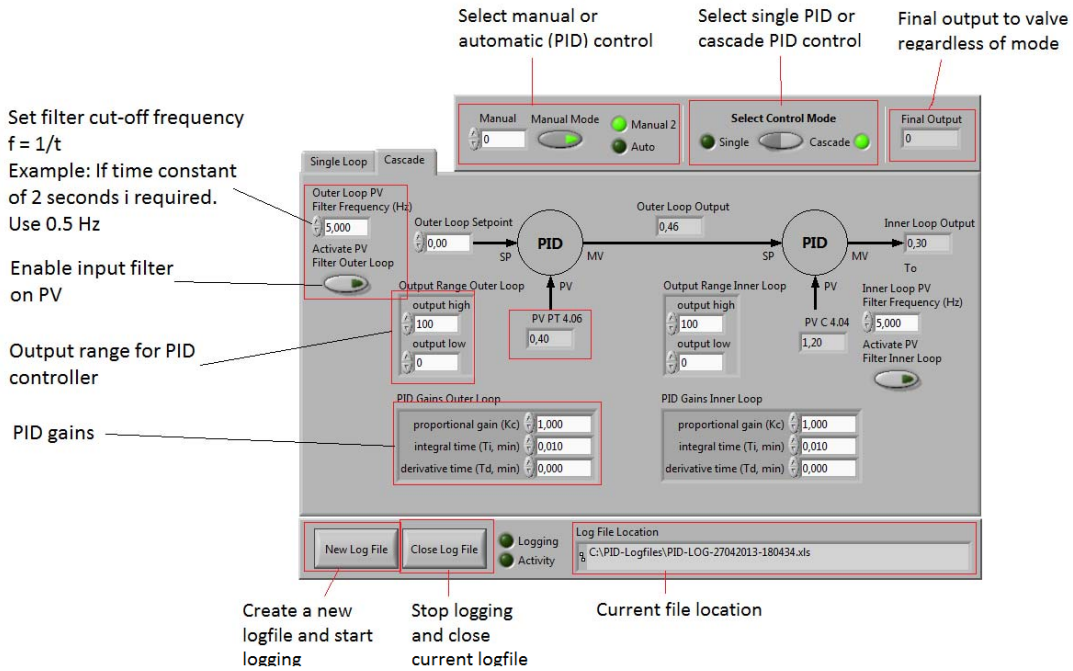 Select manual or
automatic (PID) control
Select single PID or
cascade PID control
Final output to valve
regardless of mode
Set filter cut-off frequency
f = 1/t
Example: If time constant
of 2 seconds i required.
Use 0.5 Hz
Enable input filter
on PV
Output range for PID
controller
PID gains
Manual
0
Manual Mode
Manual 2
Auto
Select Control Mode
Single
Cascade
Final Output
0
Single Loop
Cascade
Outer Loop PV
Filter Frequency (Hz)
5,000
Activate PV
Filter Outer Loop
Outer Loop Setpoint
0,00
SP
PID
MV
PV
Outer Loop Output
0,46
SP
PID
MV
PV
Inner Loop Output
0,30
To
Output Range Outer Loop
output high
100
output low
0
PV PT 4.06
0,40
Output Range Inner Loop
output high
100
output low
0
PV C 4.04
1,20
Inner Loop PV
Filter Frequency (Hz)
5,000
Activate PV
Filter Inner Loop
PID Gains Outer Loop
proportional gain (Kc) 1,000
integral time (Ti, min) 0,010
derivative time (Td, min) 0,000
PID Gains Inner Loop
proportional gain (Kc) 1,000
integral time (Ti, min) 0,010
derivative time (Td, min) 0,000
New Log File
Close Log File
Logging
Activity
Log File Location
C:\PID-Logfiles\PID-LOG-27042013-180434.xls
Create a new
logfile and start
logging
Stop logging
and close
current logfile
Current file location